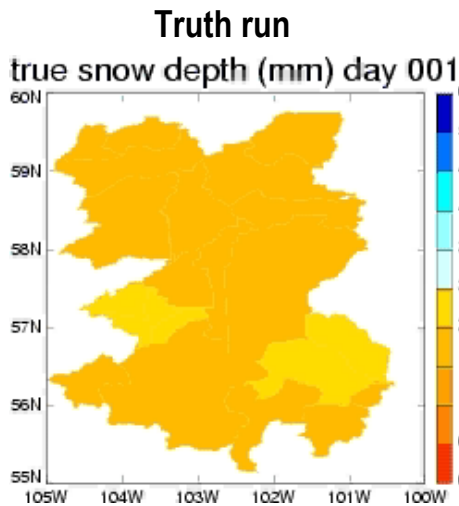 Truth run
true snow depth (mm) day 001
60N
59N
58N
57N
56N
55N
105W 104W 103W 102W 101W 100W